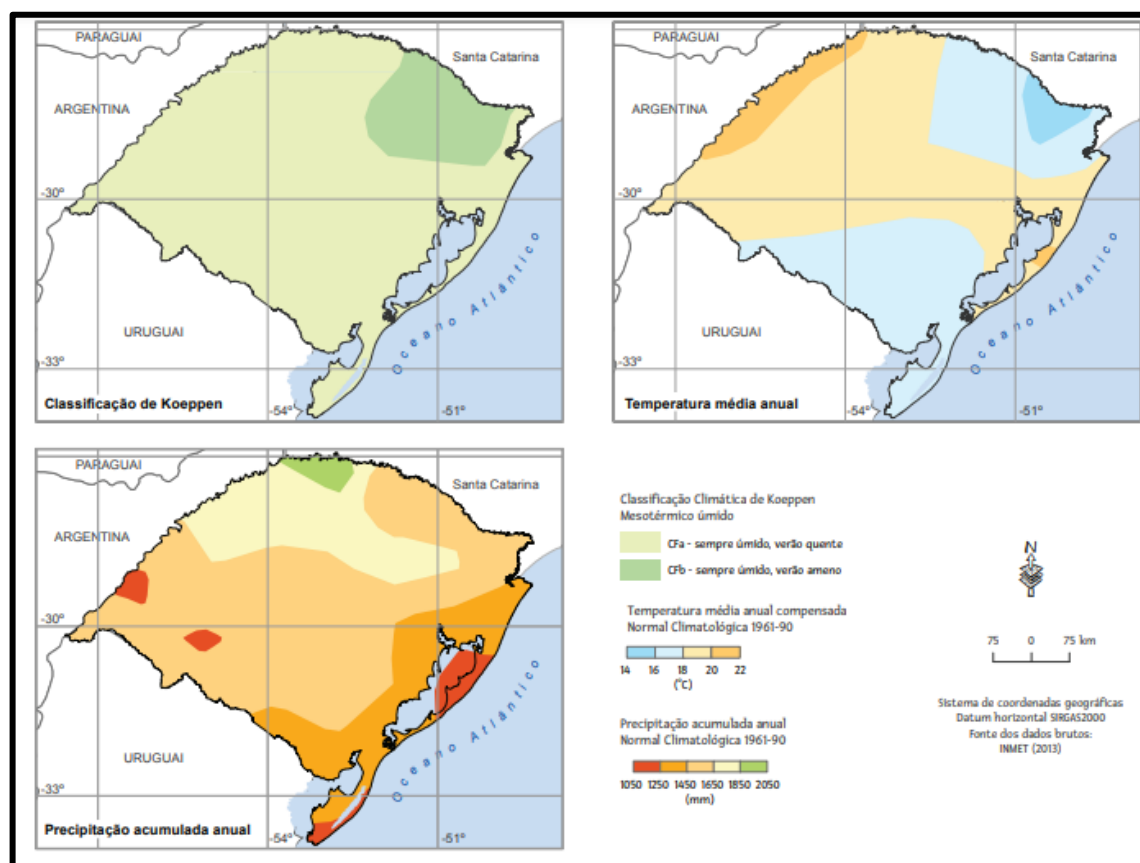 PARAGUAI
Santa Catarina
ARGENTINA
-30°
URUGUAI
Oceano Atlântico
-33°
-54°
-51°
Classificação de Koeppen
PARAGUAI
Santa Catarina
ARGENTINA
-30°
URUGUAI
Oceano Atlântico
-33°
-54°
-51°
Temperatura média anual
PARAGUAI
Santa Catarina
ARGENTINA
-30°
URUGUAI
Oceano Atlântico
-33°
-54°
-51°
Precipitação acumulada anual
Classificação Climática de Koeppen
Mesotérmico úmido
CFa - sempre úmido, verão quente
CFb - sempre úmido, verão ameno
Temperatura média anual compensada
Normal Climatológica 1961-90
14 16 18 20 22
(°C)
Precipitação acumulada anual
Normal Climatológica 1961-90
1050 1250 1450 1650 1850 2050
(mm)
N
75 0 75 km
Sistema de coordenadas geográficas
Datum horizontal SIRGAS2000
Fonte dos dados brutos:
INMET (2013)